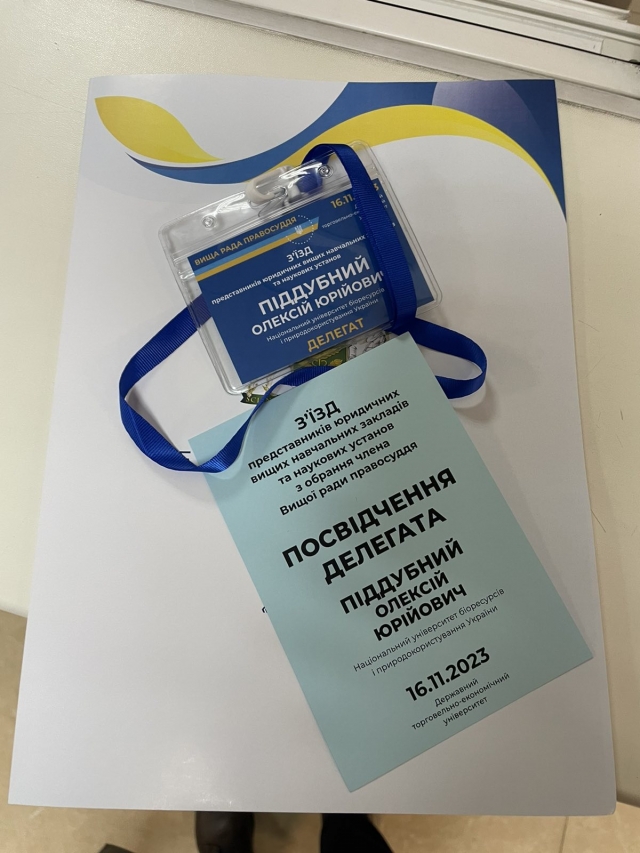 ВИЩА РАДА ПРАВОСУДДЯ
16.11.
З'ЇЗД
представників юридичних вищих навчальних
та наукових установ
ПІДДУБНИЙ
ОЛЕКСІЙ ЮРІЙОВИЧ
Національний університет біоресурсів
і природокористування України
ДЕЛЕГАТ
З'ЇЗД
представників юридичних
вищих навчальних закладів
та наукових установ
з обрання члена
Вищої ради правосуддя
ПОСВІДЧЕННЯ
ДЕЛЕГАТА
ПІДДУБНИЙ
ОЛЕКСІЙ
ЮРІЙОВИЧ
Національний університет біоресурсів
і природокористування України
16.11.2023
Державний
торговельно-економічний
університет